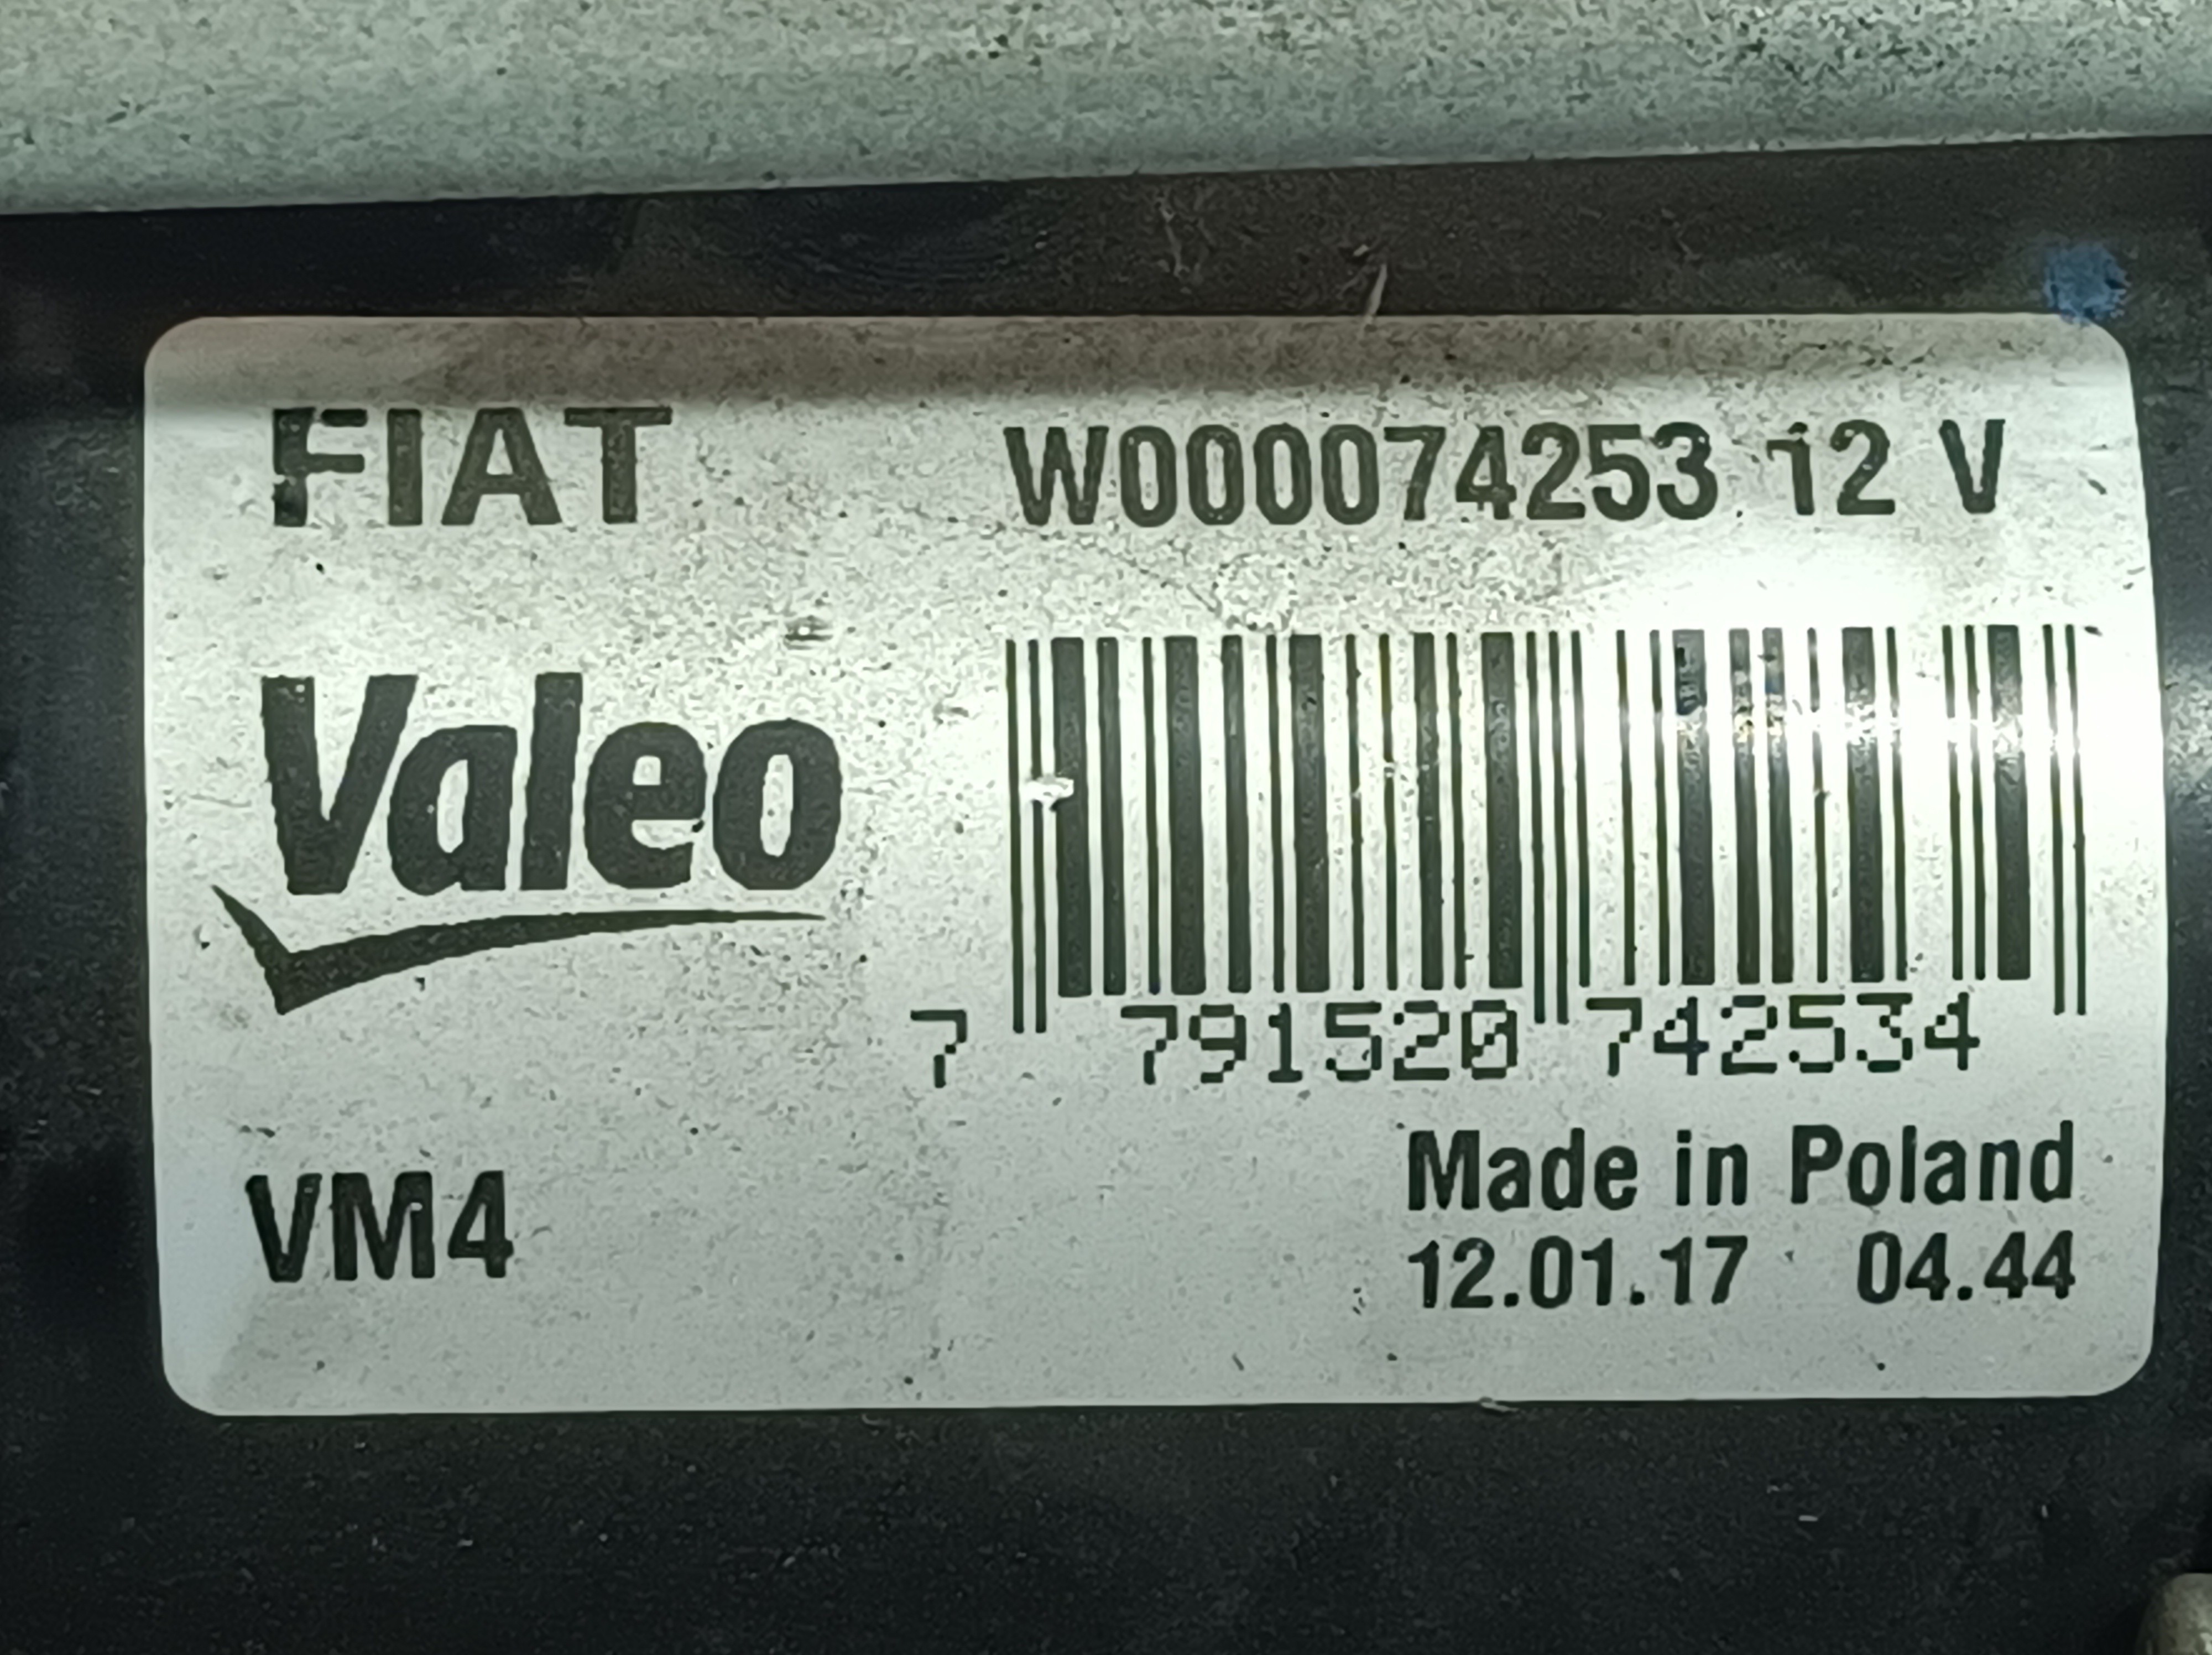 FIAT W000074253 12 V
Valeo
7 791520 742534
VM4
Made in Poland
12.01.17 04.44